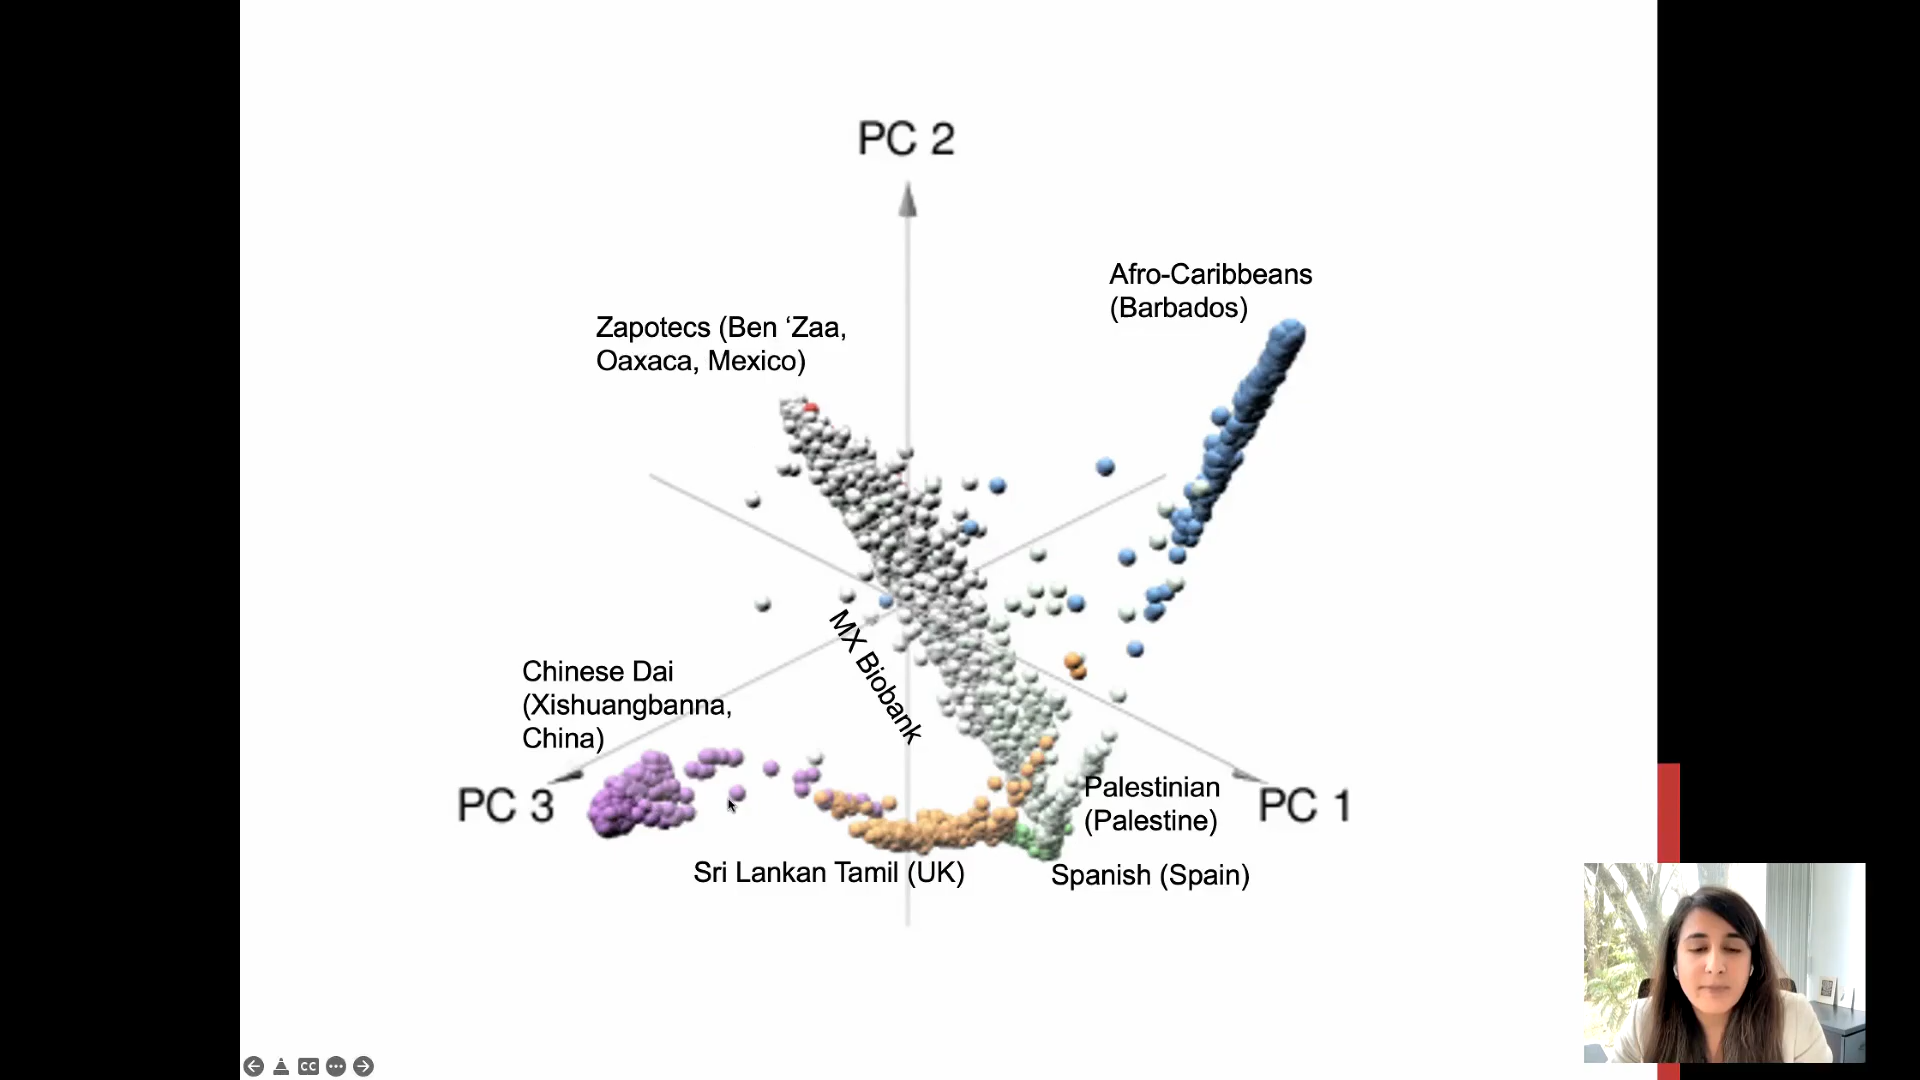 PC 2
Afro-Caribbeans
(Barbados)
Zapotecs (Ben ‘Zaa,
Oaxaca, Mexico)
MX Biobank
Chinese Dai
(Xishuangbanna,
China)
PC 3
Palestinian
(Palestine)
PC 1
Sri Lankan Tamil (UK)
Spanish (Spain)
CC